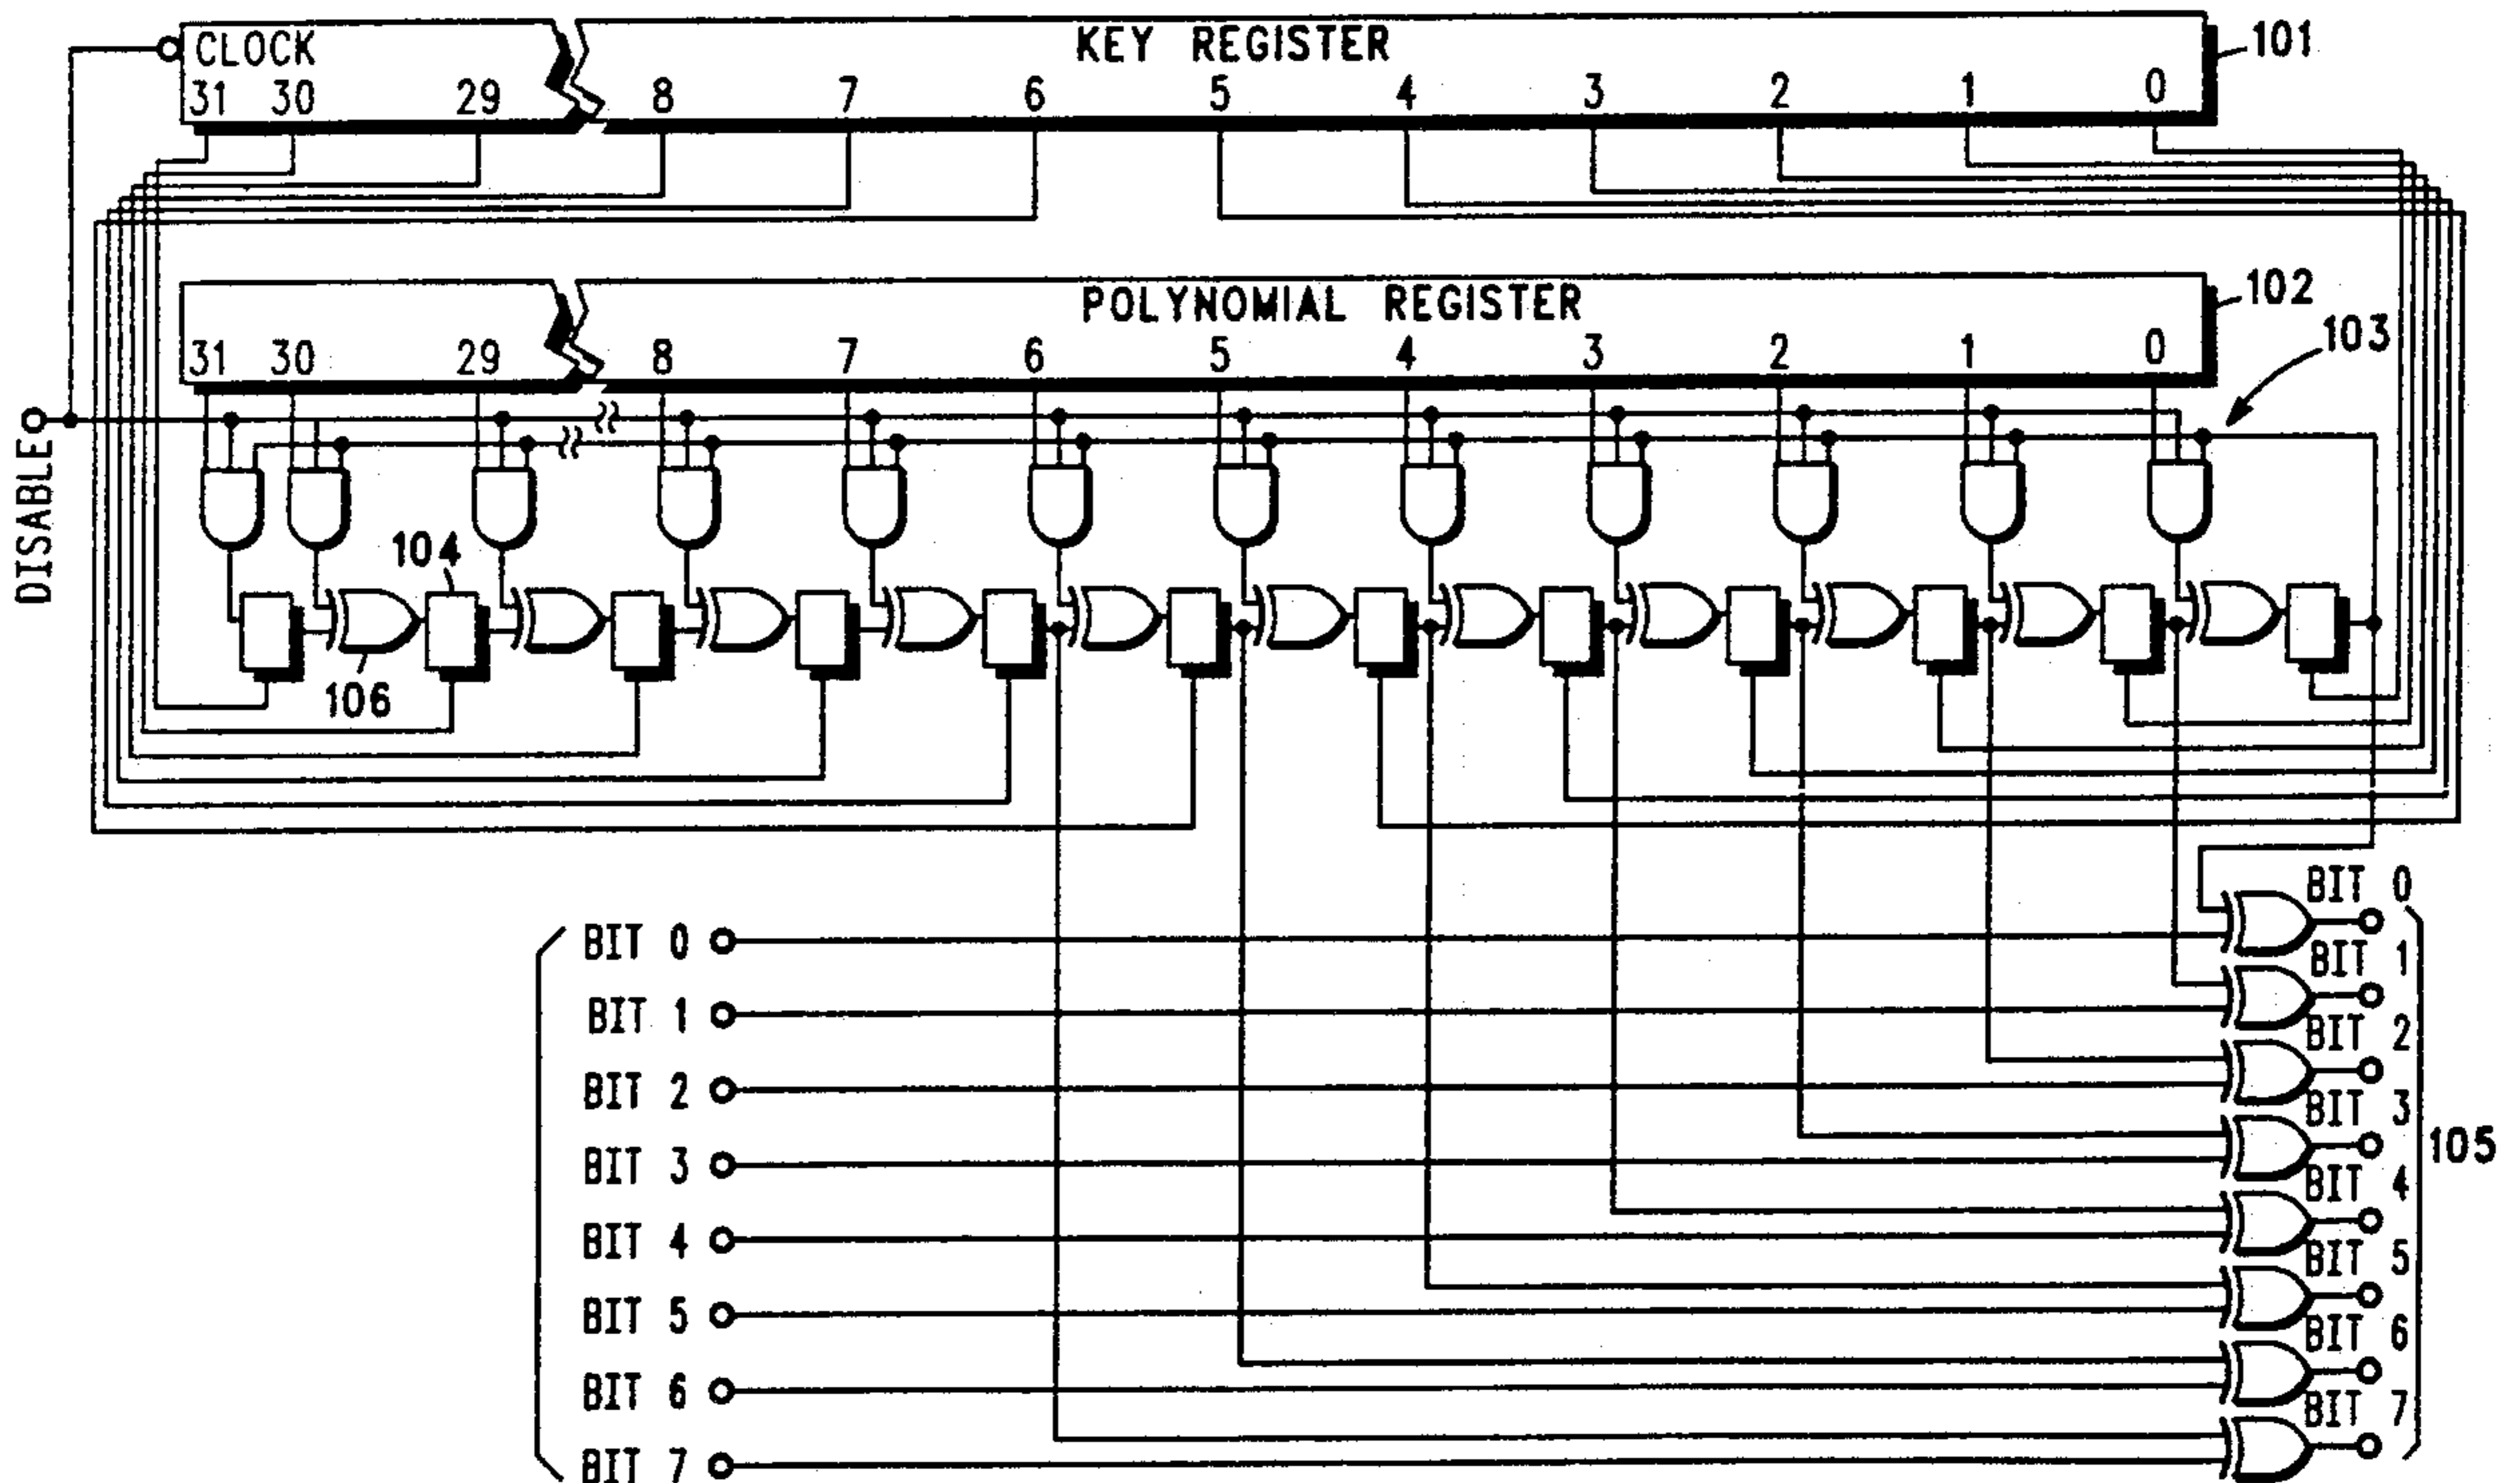 CLOCK KEY REGISTER 101
31 30 29 8 7 6 5 4 3 2 1 0
POLYNOMIAL REGISTER 102
31 30 29 8 7 6 5 4 3 2 1 0
103
DISABLE
104
106
BIT 0
BIT 1
BIT 2
BIT 3
BIT 4
BIT 5
BIT 6
BIT 7
BIT 0
BIT 1
BIT 2
BIT 3
BIT 4
BIT 5
BIT 6
BIT 7
105